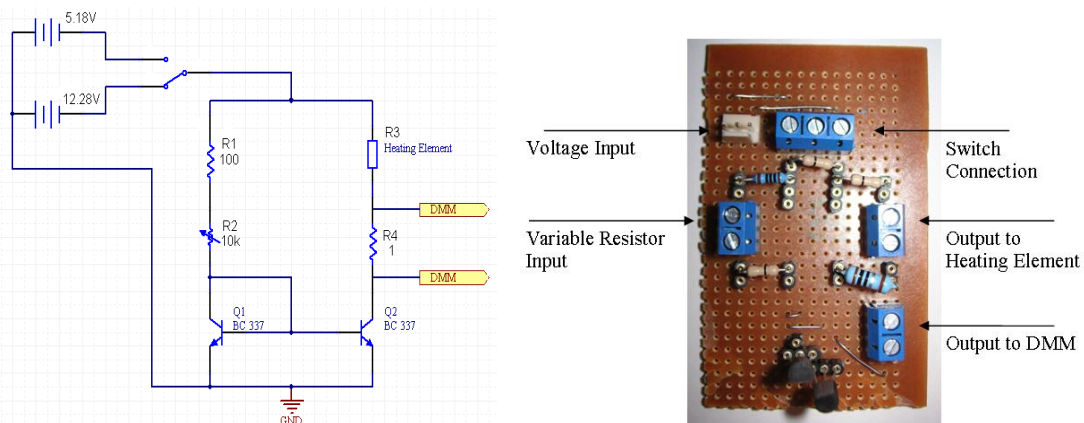 5.18V
12.28V
R1
100
R2
10k
R3
Heating Element
DMM
R4
1
DMM
Q1
BC 337
Q2
BC 337
GND
Voltage Input
Switch
Connection
Variable Resistor
Input
Output to
Heating Element
Output to DMM